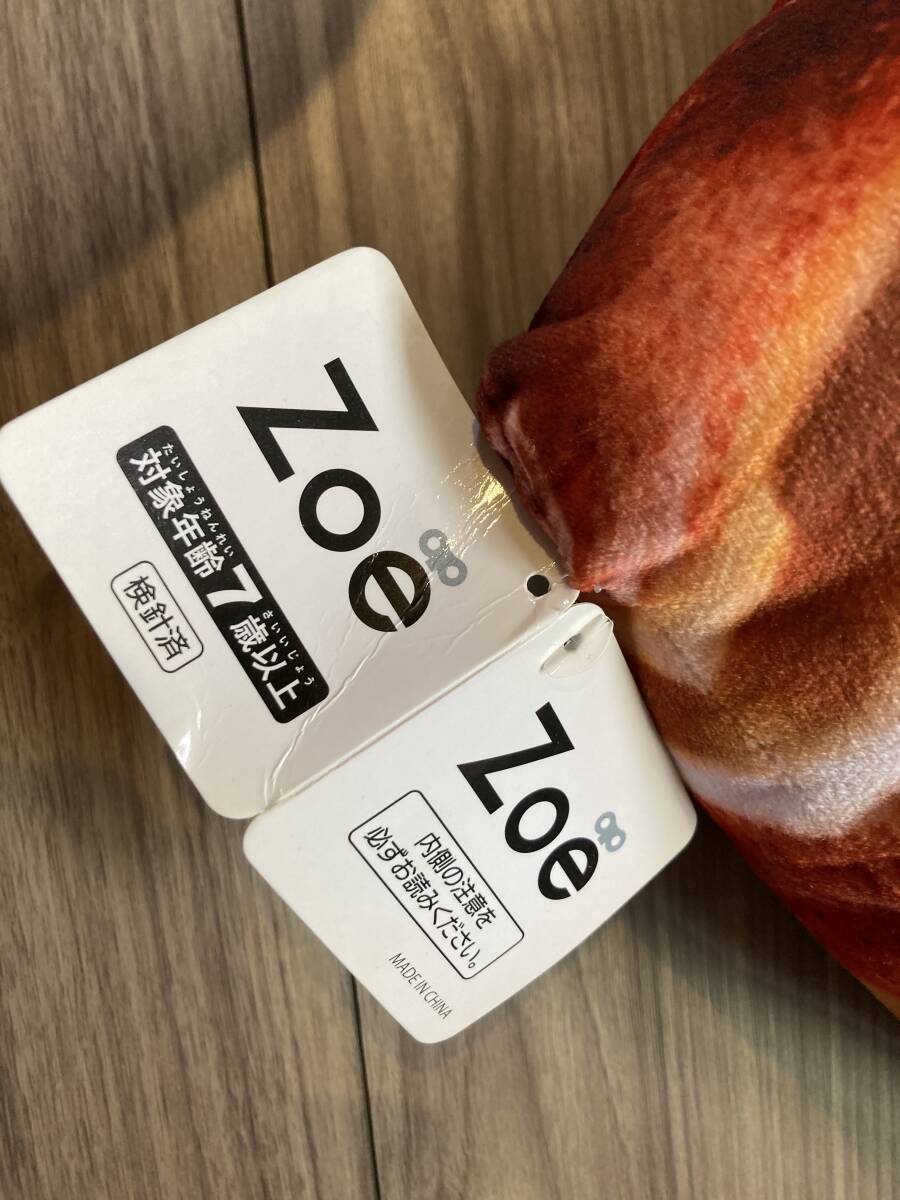 Zoe
たいしょうねんれい さいいじょう
対象年齢7歳以上
検針済
Zoe
内側の注意を
必ずお読みください。
MADE IN CHINA